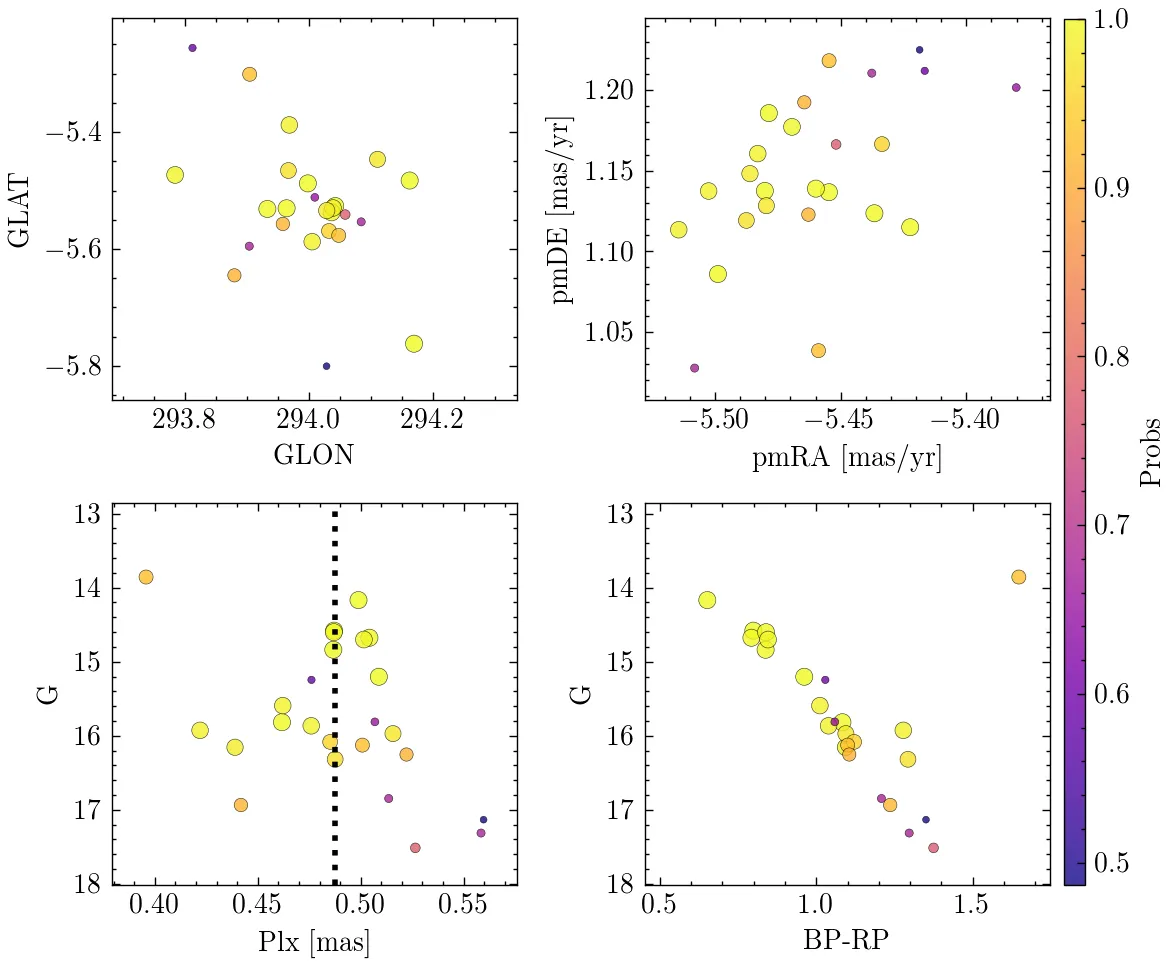 −5.4
−5.6
−5.8
GLAT
293.8 294.0 294.2
GLON
1.20
1.15
1.10
1.05
pmDE [mas/yr]
−5.50 −5.45 −5.40
pmRA [mas/yr]
13
14
15
16
17
18
G
0.40 0.45 0.50 0.55
Plx [mas]
13
14
15
16
17
18
G
0.5 1.0 1.5
BP-RP
1.0
0.9
0.8
0.7
0.6
0.5
Probs